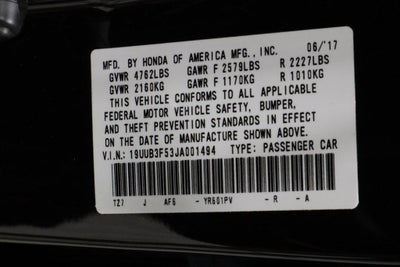 MFD. BY HONDA OF AMERICA MFG., INC. 06/'17
GVWR 4762LBS GAWR F 2579LBS R 2227LBS
GVWR 2160KG GAWR F 1170KG R 1010KG
THIS VEHICLE CONFORMS TO ALL APPLICABLE
FEDERAL MOTOR VEHICLE SAFETY, BUMPER,
AND THEFT PREVENTION STANDARDS IN EFFECT
ON THE DATE OF MANUFACTURE SHOWN ABOVE.
V.I.N.: 19UUB3F53JA001494 TYPE: PASSENGER CAR
TZ7 J AF6 - YR601PV - R - A